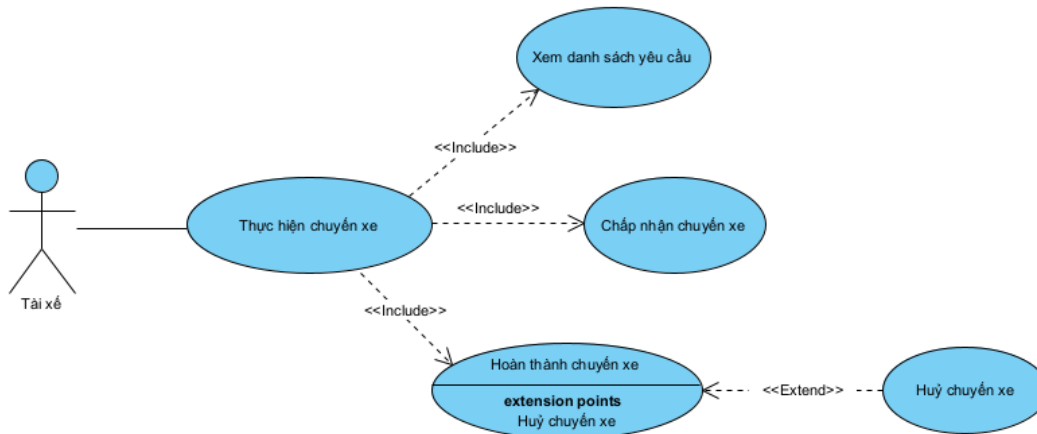 Xem danh sách yêu cầu
<<Include>>
Thực hiện chuyến xe
<<Include>>
Chấp nhận chuyến xe
Tài xế
<<Include>>
Hoàn thành chuyến xe
extension points
Huỷ chuyến xe
<<Extend>>
Huỷ chuyến xe